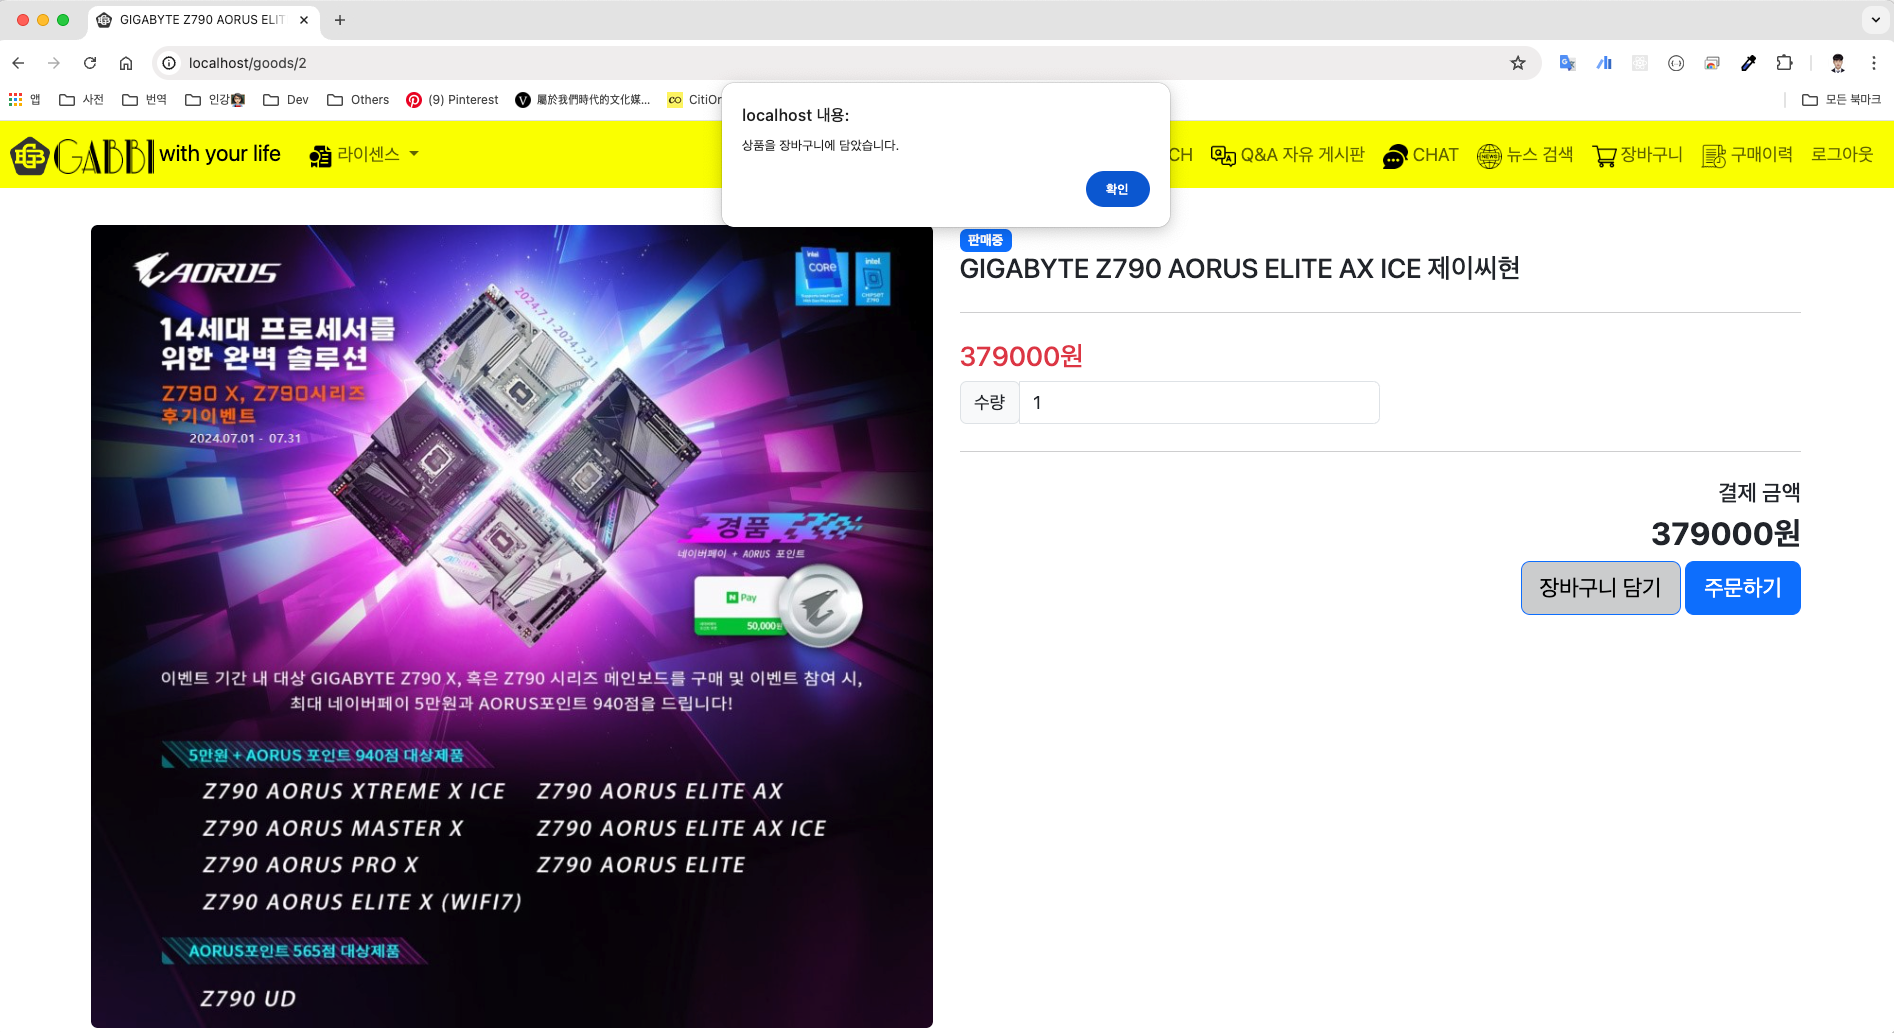 GIGABYTE Z790 AORUS ELIT
localhost/goods/2
앱
사전
번역
인강
Dev
Others
(9) Pinterest
屬於我們時代的文化媒...
CitiOr
모든 북마크
localhost 내용:
상품을 장바구니에 담았습니다.
확인
GABBI with your life
라이센스
CH
Q&A 자유 게시판
CHAT
뉴스 검색
장바구니
구매이력
로그아웃
AORUS
intel CORE
intel
CHIPSET
Z790
2024.7.1-2024.7.31
14세대 프로세서를
위한 완벽 솔루션
Z790 X, Z790시리즈
후기이벤트
2024.07.01 - 07.31
경품
네이버페이 + AORUS 포인트
N Pay
50,000원
이벤트 기간 내 대상 GIGABYTE Z790 X, 혹은 Z790 시리즈 메인보드를 구매 및 이벤트 참여 시,
최대 네이버페이 5만원과 AORUS포인트 940점을 드립니다!
5만원 + AORUS 포인트 940점 대상제품
Z790 AORUS XTREME X ICE
Z790 AORUS ELITE AX
Z790 AORUS MASTER X
Z790 AORUS ELITE AX ICE
Z790 AORUS PRO X
Z790 AORUS ELITE
Z790 AORUS ELITE X (WIFI7)
AORUS포인트 565점 대상제품
Z790 UD
판매중
GIGABYTE Z790 AORUS ELITE AX ICE 제이씨현
379000원
수량
1
결제 금액
379000원
장바구니 담기
주문하기